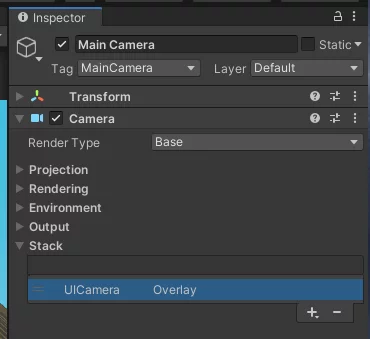 Inspector
Main Camera
Static
Tag MainCamera Layer Default
Transform
Camera
Render Type Base
Projection
Rendering
Environment
Output
Stack
UICamera Overlay